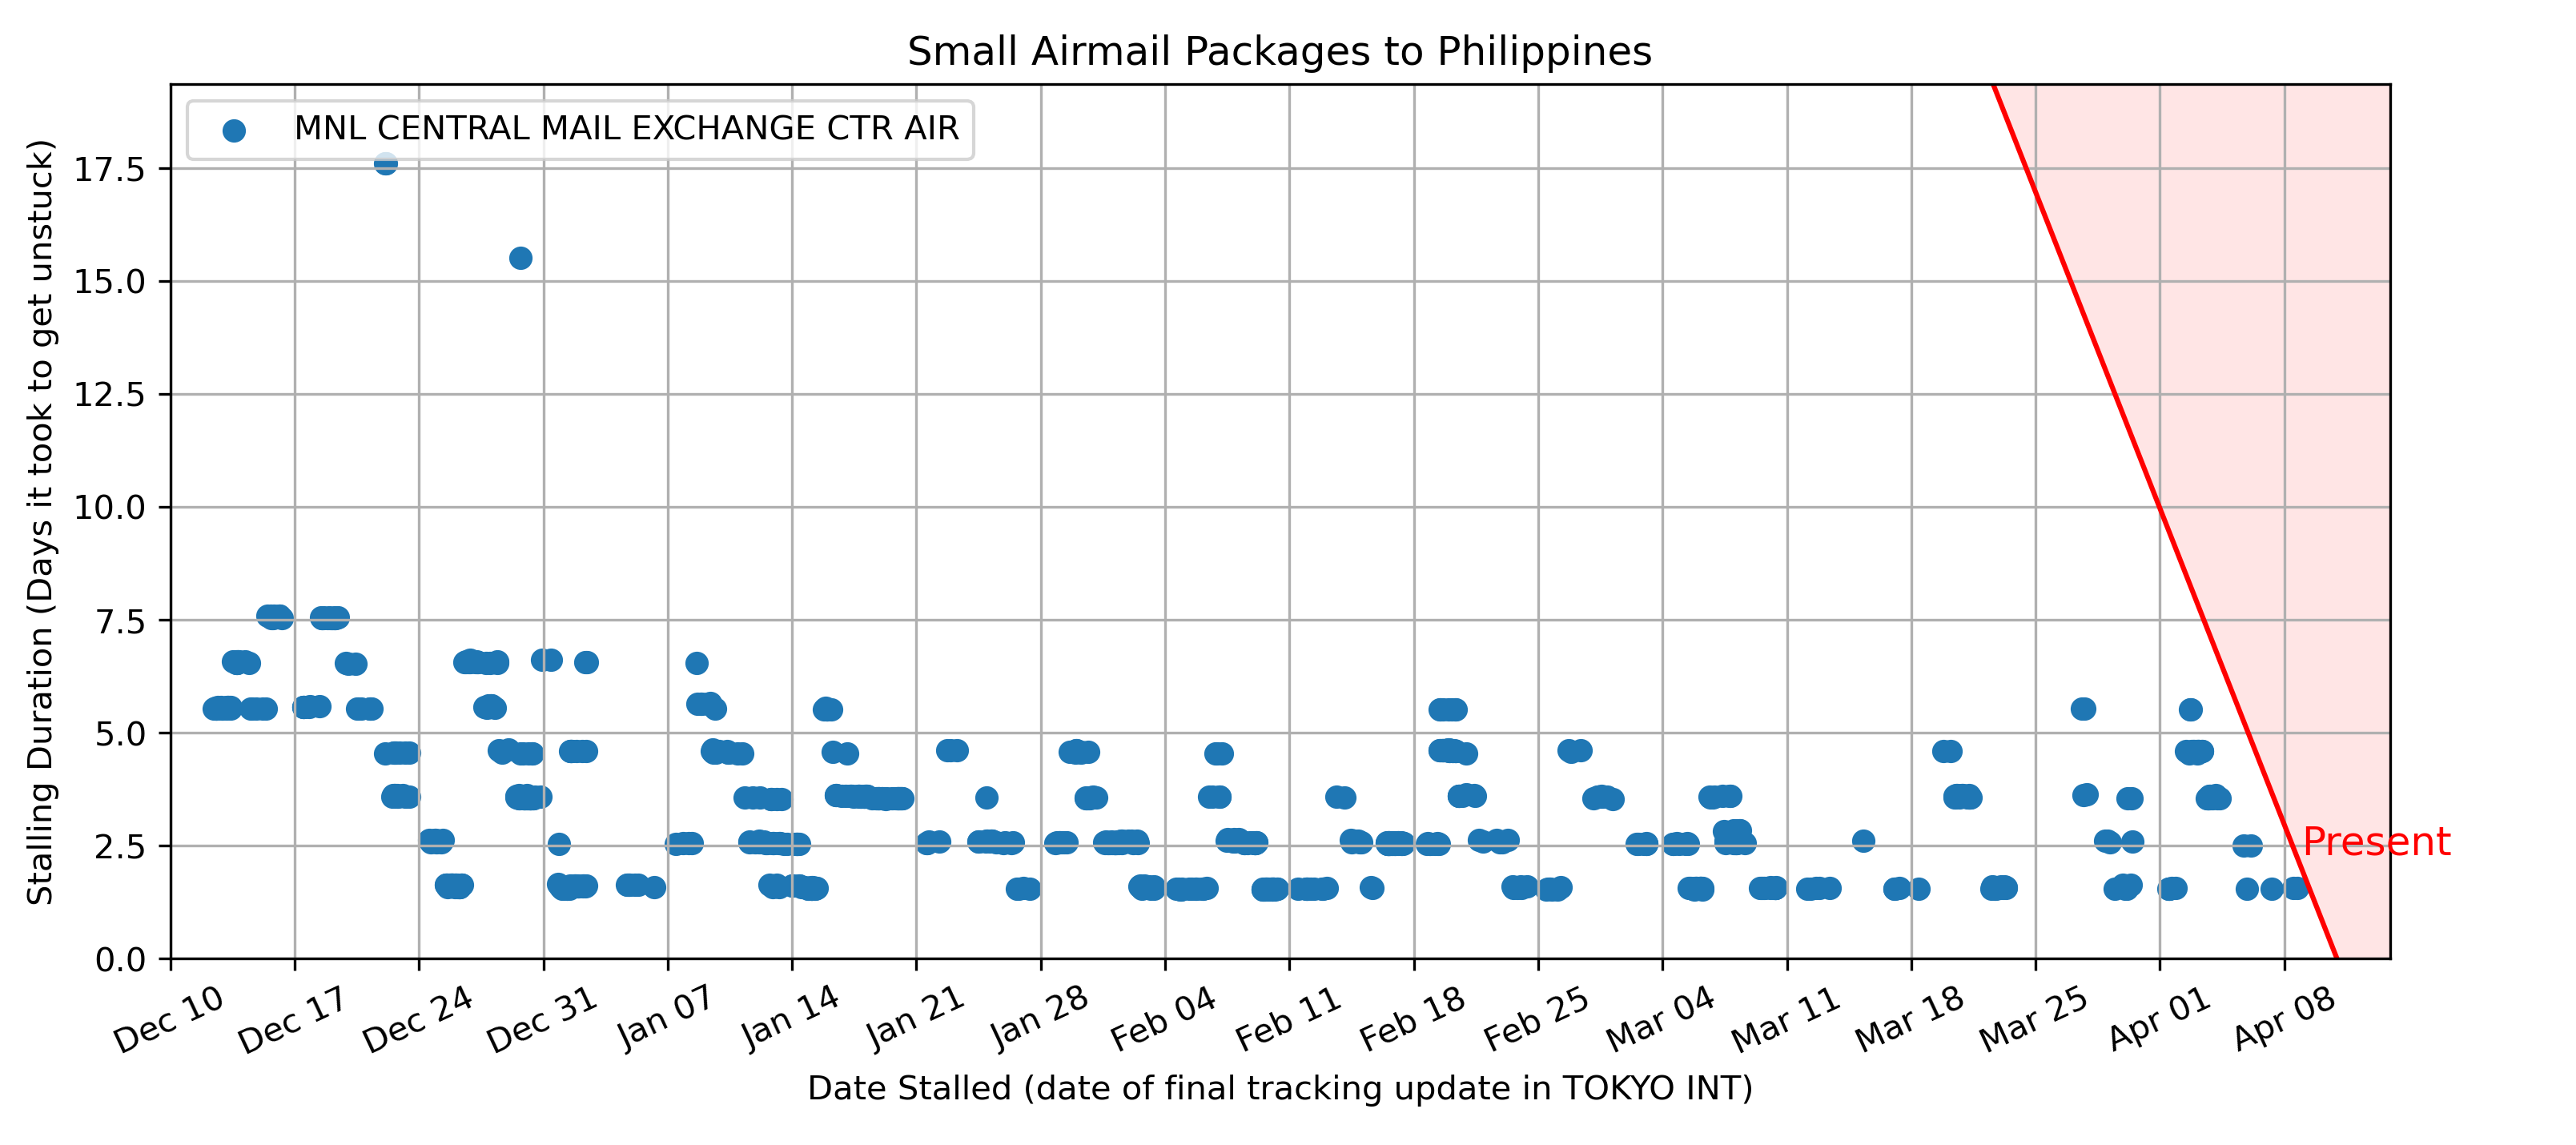 Small Airmail Packages to Philippines
MNL CENTRAL MAIL EXCHANGE CTR AIR
Stalling Duration (Days it took to get unstuck)
17.5
15.0
12.5
10.0
7.5
5.0
2.5
0.0
Present
Dec 10 Dec 17 Dec 24 Dec 31 Jan 07 Jan 14 Jan 21 Jan 28 Feb 04 Feb 11 Feb 18 Feb 25 Mar 04 Mar 11 Mar 18 Mar 25 Apr 01 Apr 08
Date Stalled (date of final tracking update in TOKYO INT)